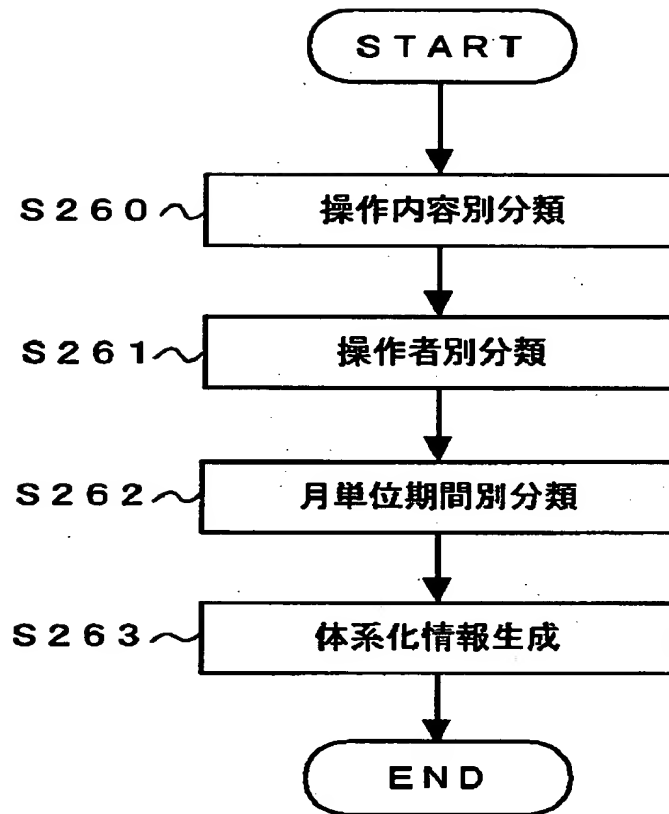 START
S260 操作内容別分類
S261 操作者別分類
S262 月単位期間別分類
S263 体系化情報生成
END